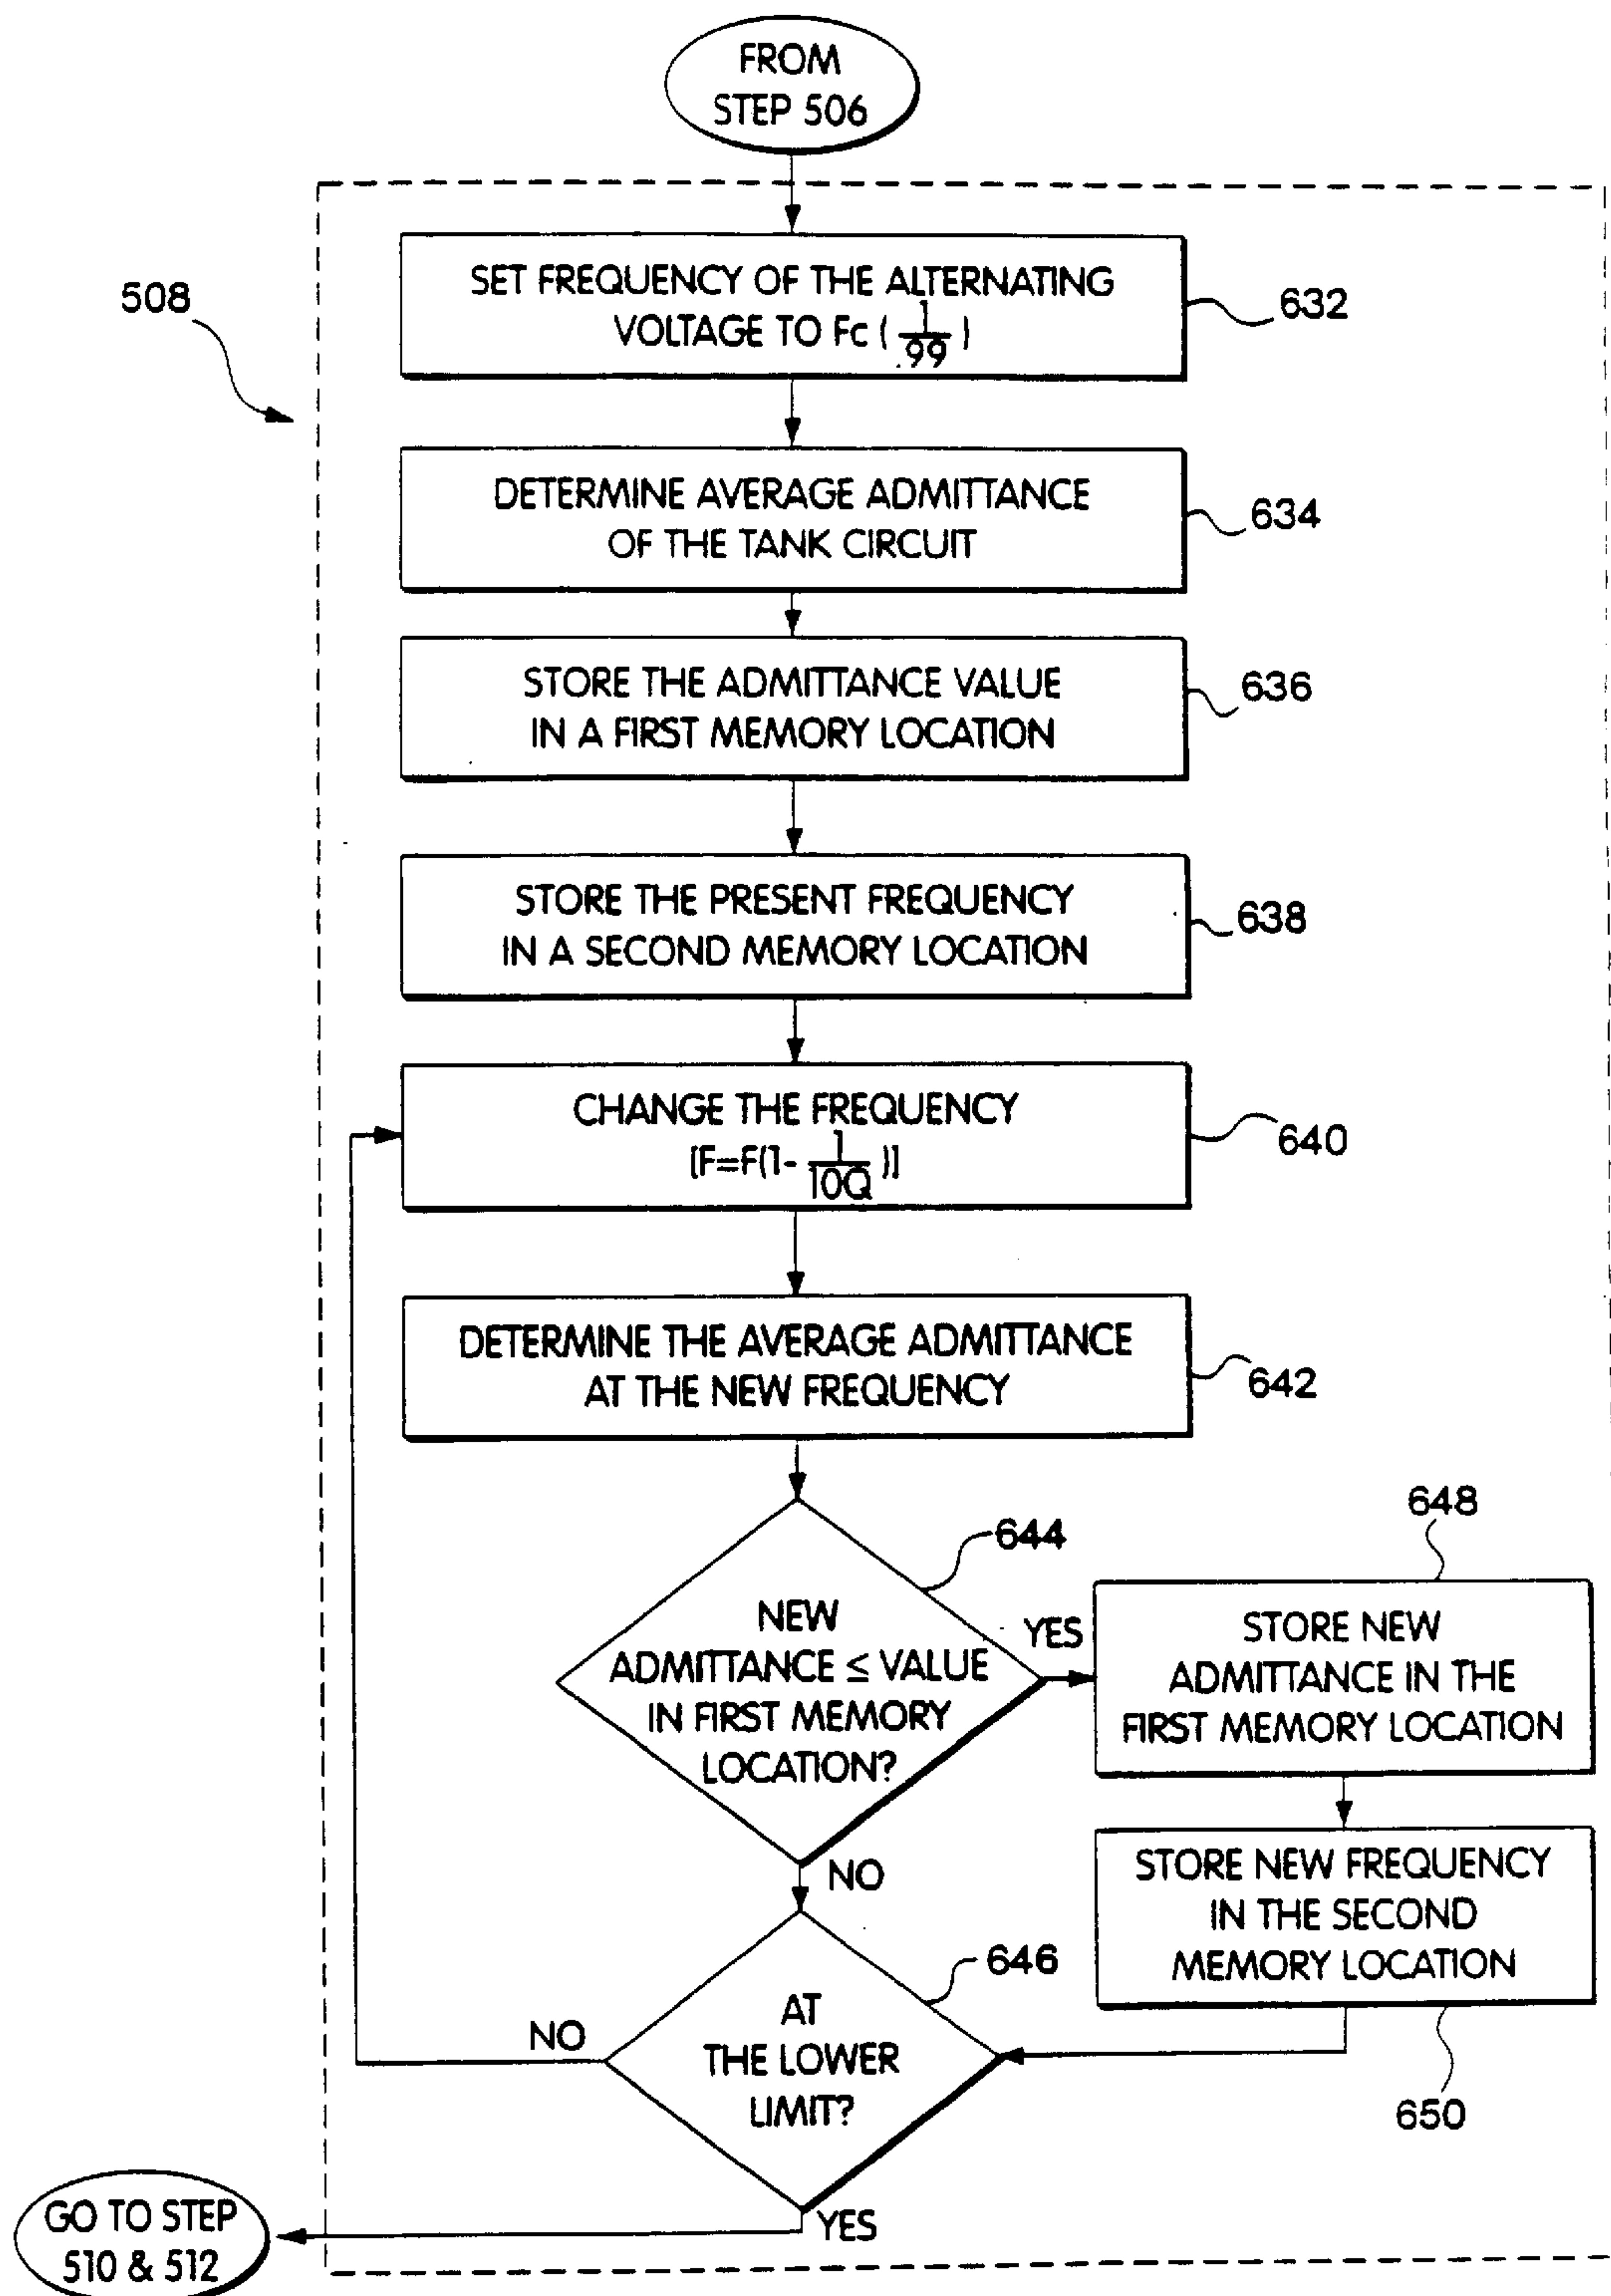 FROM
STEP 506
508
SET FREQUENCY OF THE ALTERNATING
VOLTAGE TO Fc ( 1/.99 )
632
DETERMINE AVERAGE ADMITTANCE
OF THE TANK CIRCUIT
634
STORE THE ADMITTANCE VALUE
IN A FIRST MEMORY LOCATION
636
STORE THE PRESENT FREQUENCY
IN A SECOND MEMORY LOCATION
638
CHANGE THE FREQUENCY
[F=F(1- 1/10Q )]
640
DETERMINE THE AVERAGE ADMITTANCE
AT THE NEW FREQUENCY
642
644
NEW
ADMITTANCE ≤ VALUE
IN FIRST MEMORY
LOCATION?
YES
NO
648
STORE NEW
ADMITTANCE IN THE
FIRST MEMORY LOCATION
STORE NEW FREQUENCY
IN THE SECOND
MEMORY LOCATION
650
646
AT
THE LOWER
LIMIT?
NO
YES
GO TO STEP
510 & 512